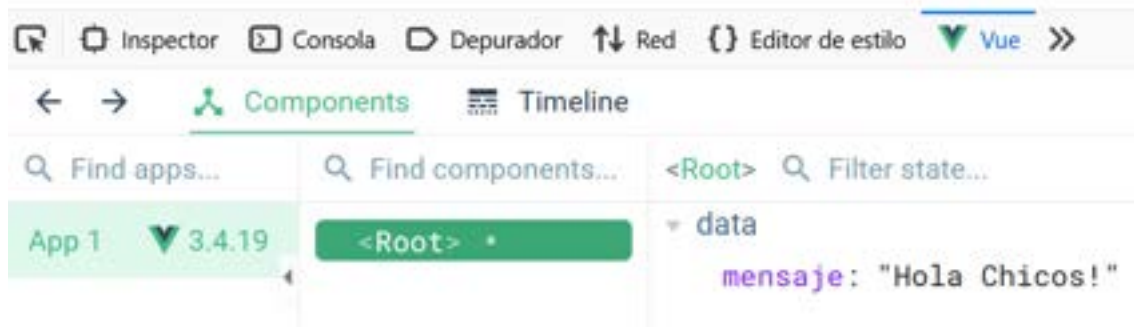 Inspector Consola Depurador Red {} Editor de estilo Vue
Components Timeline
Find apps... Find components... <Root> Filter state...
App 1 3.4.19 <Root> data
mensaje: "Hola Chicos!"